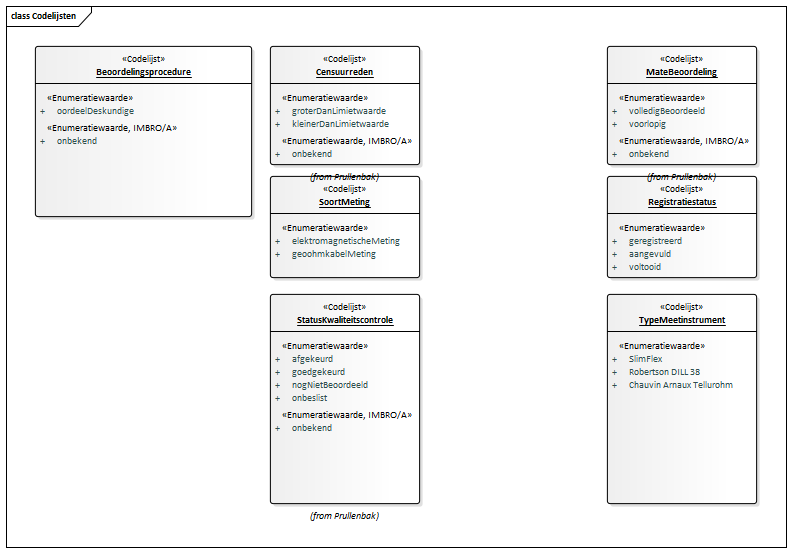 class Codelijsten
«Codelijst»
Beoordelingsprocedure
«Enumeratiewaarde»
+ oordeelDeskundige
«Enumeratiewaarde, IMBRO/A»
+ onbekend
«Codelijst»
Censuurreden
«Enumeratiewaarde»
+ groterDanLimietwaarde
+ kleinerDanLimietwaarde
«Enumeratiewaarde, IMBRO/A»
+ onbekend
(from Prullenbak)
«Codelijst»
MateBeoordeling
«Enumeratiewaarde»
+ volledigBeoordeeld
+ voorlopig
«Enumeratiewaarde, IMBRO/A»
+ onbekend
(from Prullenbak)
«Codelijst»
SoortMeting
«Enumeratiewaarde»
+ elektromagnetischeMeting
+ geoohmkabelMeting
«Codelijst»
Registratiestatus
«Enumeratiewaarde»
+ geregistreerd
+ aangevuld
+ voltooid
«Codelijst»
StatusKwaliteitscontrole
«Enumeratiewaarde»
+ afgekeurd
+ goedgekeurd
+ nogNietBeoordeeld
+ onbeslist
«Enumeratiewaarde, IMBRO/A»
+ onbekend
(from Prullenbak)
«Codelijst»
TypeMeetinstrument
«Enumeratiewaarde»
+ SlimFlex
+ Robertson DILL 38
+ Chauvin Arnaux Tellurohm